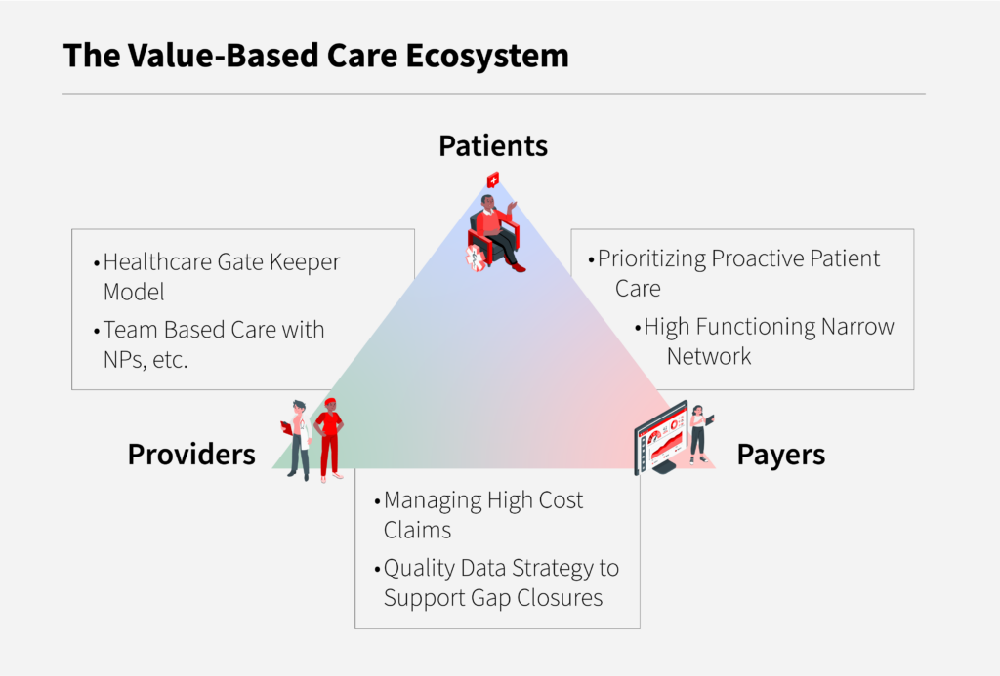 The Value-Based Care Ecosystem
Patients
•Healthcare Gate Keeper
Model
•Team Based Care with
NPs, etc.
•Prioritizing Proactive Patient
Care
•High Functioning Narrow
Network
Providers
Payers
•Managing High Cost
Claims
•Quality Data Strategy to
Support Gap Closures